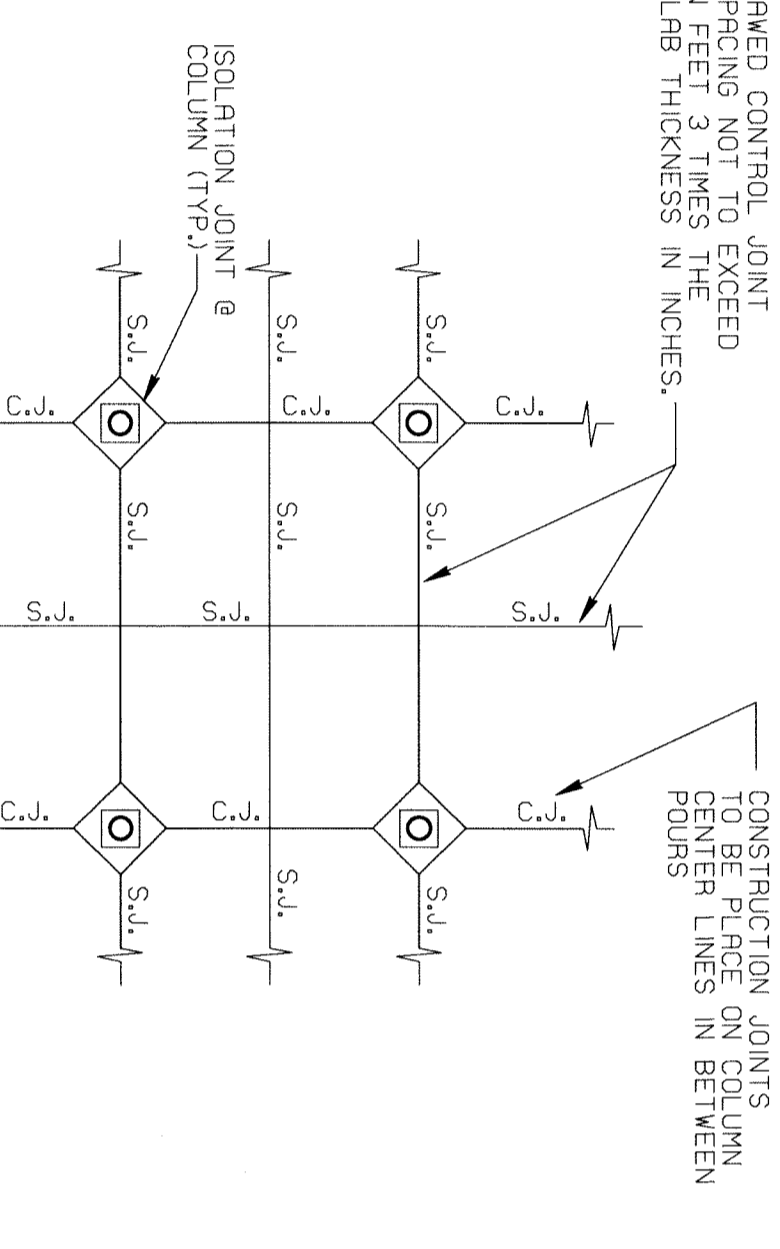 AWED CONTROL JOINT
PACING NOT TO EXCEED
N FEET 3 TIMES THE
LAB THICKNESS IN INCHES.
CONSTRUCTION JOINTS
TO BE PLACE ON COLUMN
CENTER LINES IN BETWEEN
POURS
ISOLATION JOINT @
COLUMN (TYP.)
C.J.
S.J.
C.J.
S.J.
S.J.
S.J.
S.J.
C.J.
S.J.
C.J.
S.J.
S.J.
S.J.
S.J.
C.J.
S.J.
C.J.
S.J.